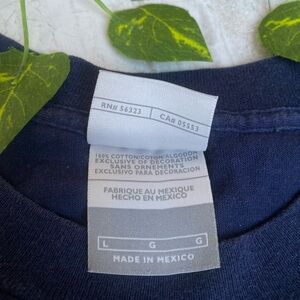 RN# 56323 CA# 05553
100% COTTON/COTON/ALGODON
EXCLUSIVE OF DECORATION
SANS ORNEMENTS
EXCLUSIVO PARA DECORACION
FABRIQUE AU MEXIQUE
HECHO EN MEXICO
L G G
MADE IN MEXICO